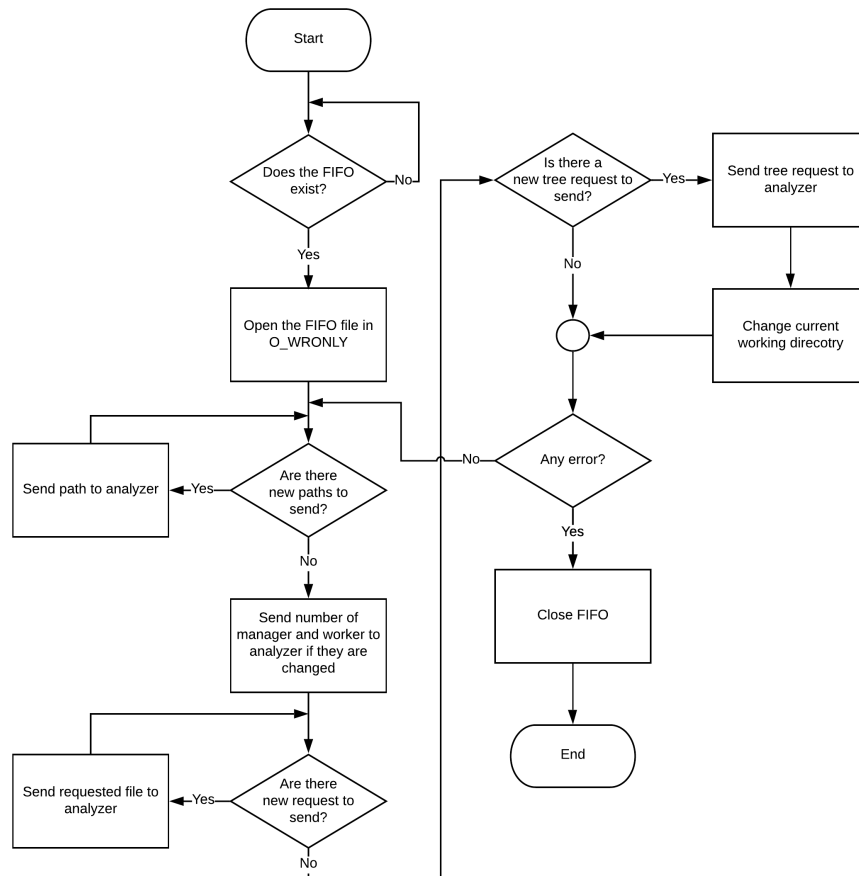 Start
Does the FIFO
exist?
No
Yes
Open the FIFO file in
O_WRONLY
Are there
new paths to
send?
Yes
Send path to analyzer
No
Send number of
manager and worker to
analyzer if they are
changed
Are there
new request to
send?
Yes
Send requested file to
analyzer
No
Is there a
new tree request to
send?
Yes
Send tree request to
analyzer
Change current
working direcotry
No
Any error?
No
Yes
Close FIFO
End